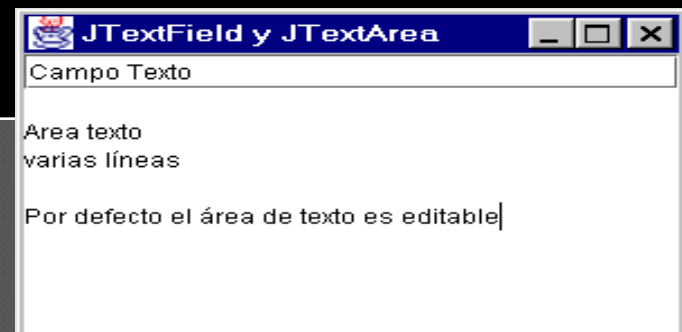 JTextField y JTextArea
Campo Texto
Area texto
varias líneas
Por defecto el área de texto es editable